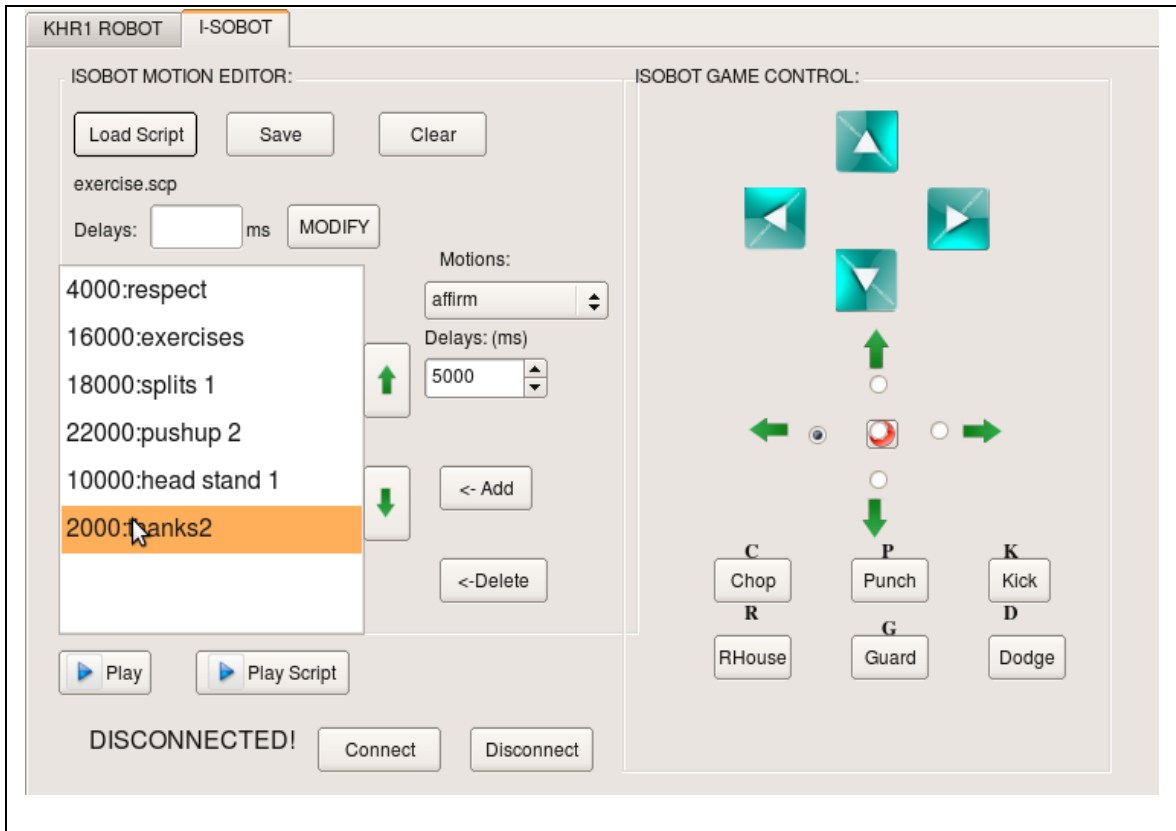 KHR1 ROBOT
I-SOBOT
ISOBOT MOTION EDITOR:
Load Script
Save
Clear
exercise.scp
Delays:
ms
MODIFY
4000:respect
16000:exercises
18000:splits 1
22000:pushup 2
10000:head stand 1
2000:thanks2
Motions:
affirm
Delays: (ms)
5000
<- Add
<-Delete
Play
Play Script
DISCONNECTED!
Connect
Disconnect
ISOBOT GAME CONTROL:
C
P
K
Chop
Punch
Kick
R
G
D
RHouse
Guard
Dodge